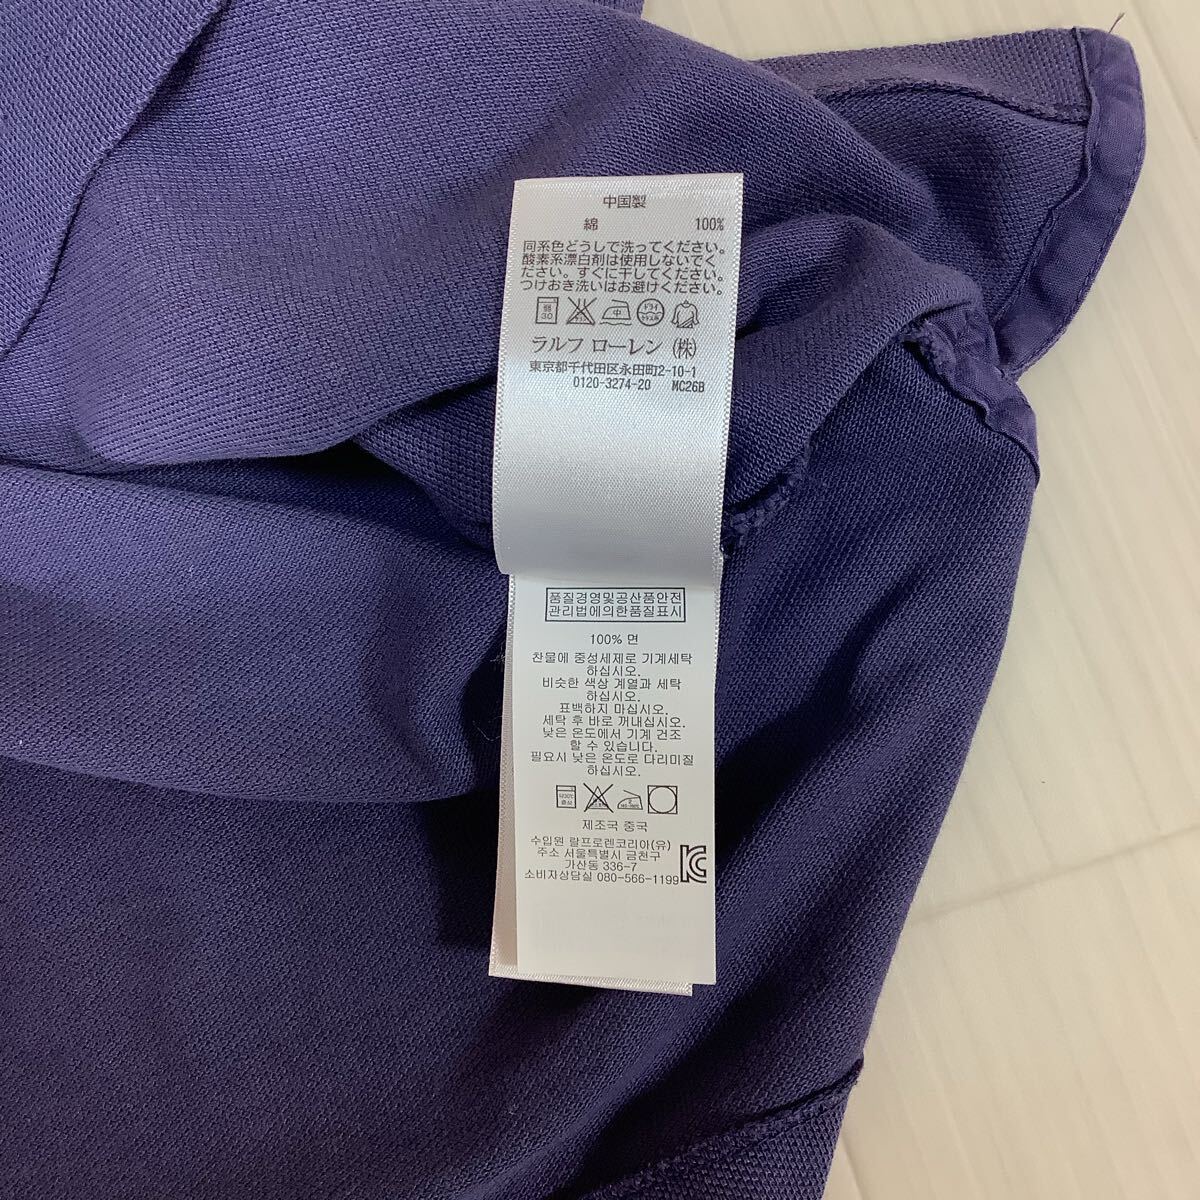 中国製
綿 100%
同系色どうしで洗ってください。
酸素系漂白剤は使用しないでく
ださい。すぐに干してください。
つけおき洗いはお避けください。
弱 30 中 ドライ
ラルフ ローレン (株)
東京都千代田区永田町2-10-1
0120-3274-20 MC26B
품질경영및공산품안전
관리법에의한품질표시
100% 면
찬물에 중성세제로 기계세탁
하십시오.
비슷한 색상 계열과 세탁
하십시오.
표백하지 마십시오.
세탁 후 바로 꺼내십시오.
낮은 온도에서 기계 건조
할 수 있습니다.
필요시 낮은 온도로 다리미질
하십시오.
제조국 중국
수입원 랄프로렌코리아(유)
주소 서울특별시 금천구
가산동 336-7
소비자상담실 080-566-1199